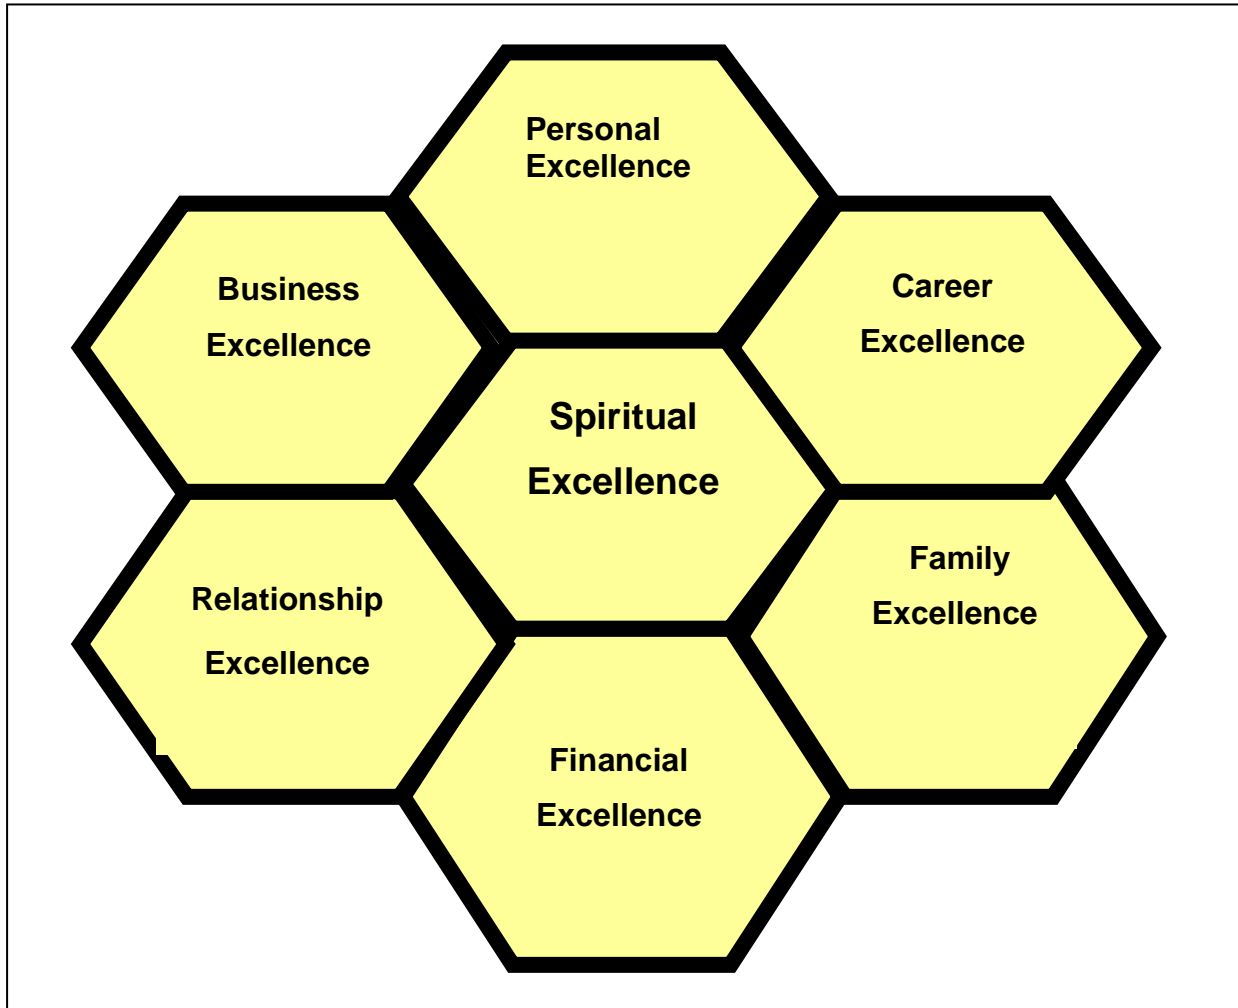 Personal
Excellence
Business
Excellence
Career
Excellence
Spiritual
Excellence
Relationship
Excellence
Family
Excellence
Financial
Excellence